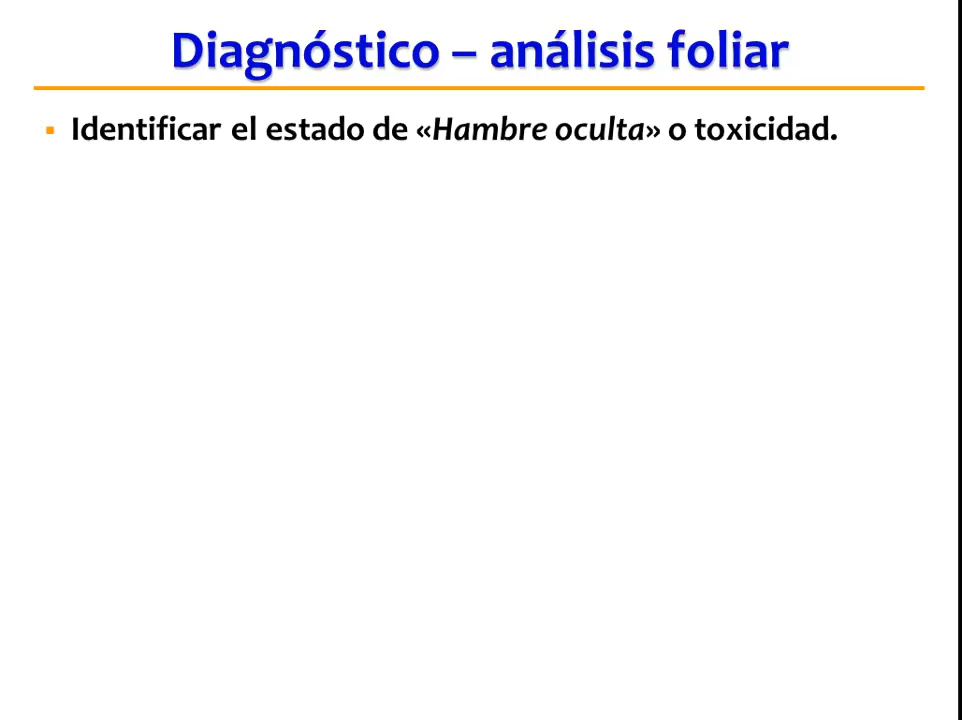 Diagnóstico – análisis foliar
▪ Identificar el estado de «Hambre oculta» o toxicidad.